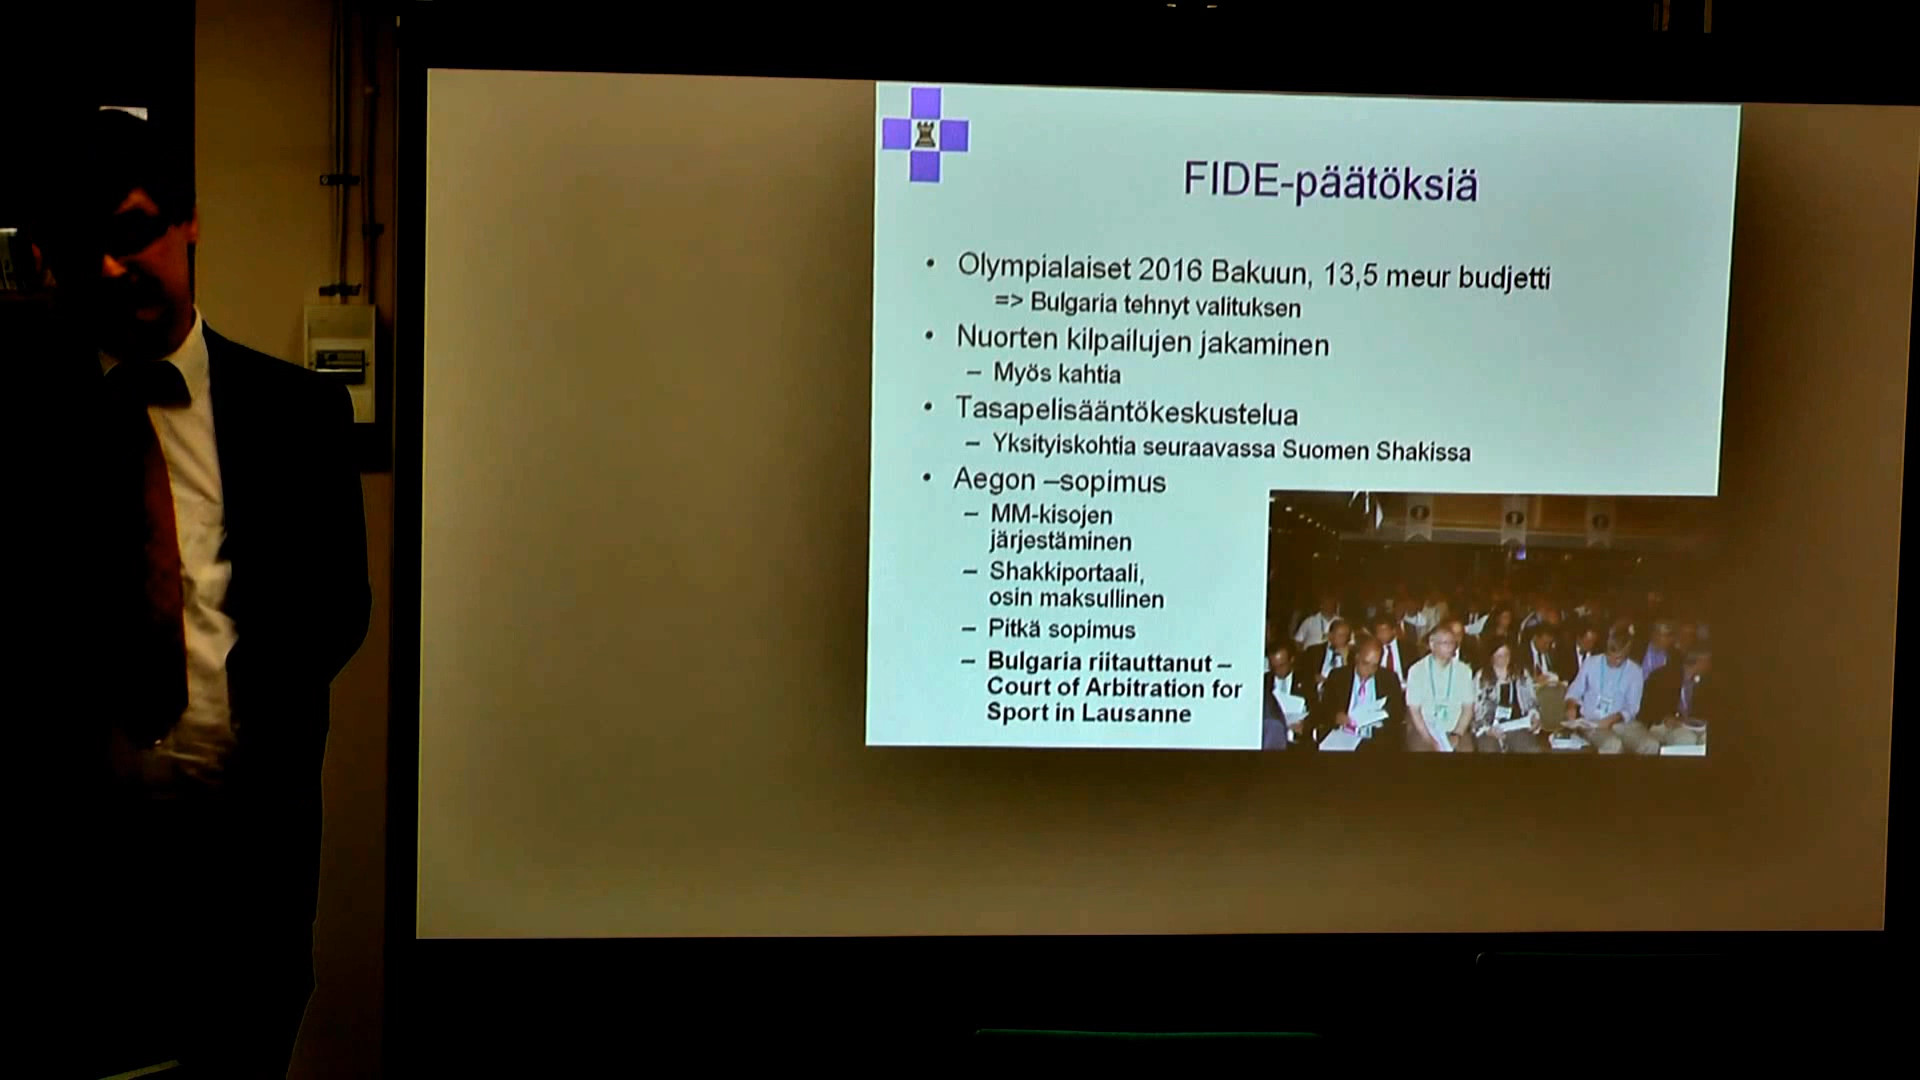 FIDE-päätöksiä
• Olympialaiset 2016 Bakuun, 13,5 meur budjetti
=> Bulgaria tehnyt valituksen
• Nuorten kilpailujen jakaminen
– Myös kahtia
• Tasapelisääntökeskustelua
– Yksityiskohtia seuraavassa Suomen Shakissa
• Aegon –sopimus
– MM-kisojen
järjestäminen
– Shakkiportaali,
osin maksullinen
– Pitkä sopimus
– Bulgaria riitauttanut –
Court of Arbitration for
Sport in Lausanne